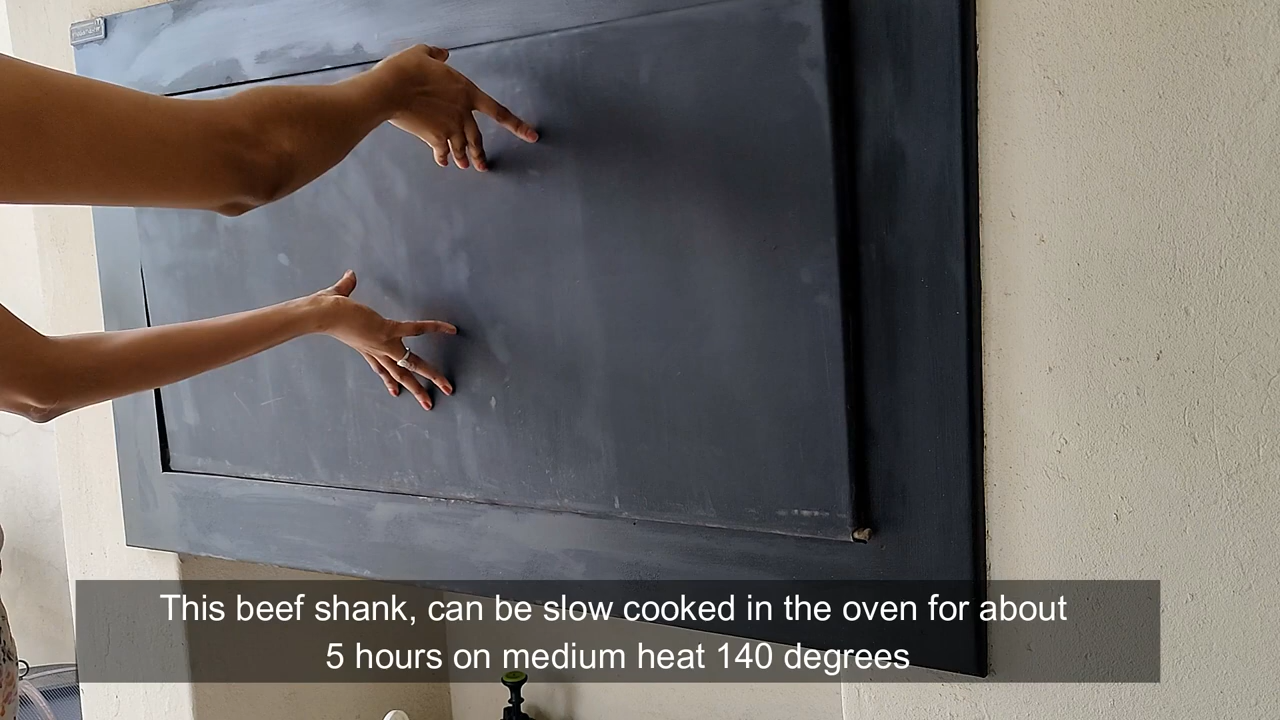 This beef shank, can be slow cooked in the oven for about
5 hours on medium heat 140 degrees